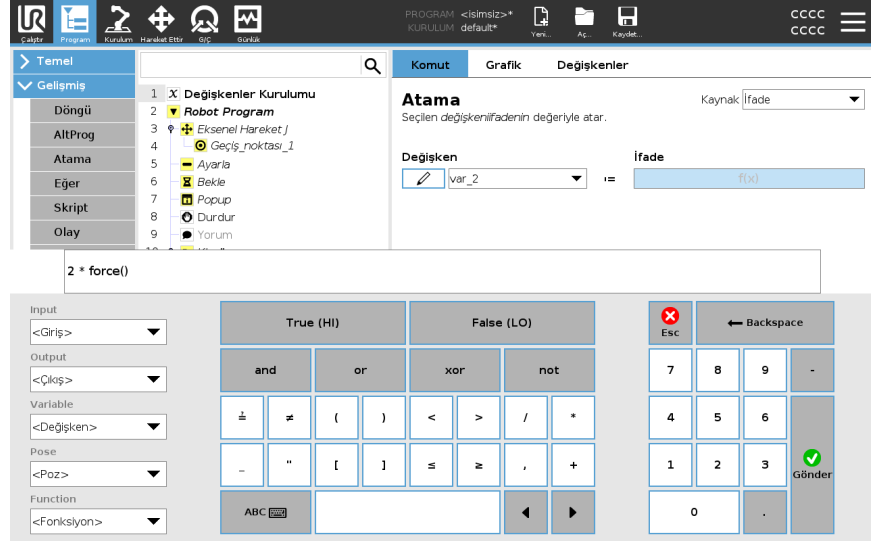 UR
PROGRAM <isimsiz>*
KURULUM default*
CCCC
CCCC
Çalıştır Program Kurulum Hareket Ettir G/Ç Günlük Yeni... Aç... Kaydet...
Temel
Gelişmiş
Döngü
AltProg
Atama
Eğer
Skript
Olay
1 x Değişkenler Kurulumu
2 Robot Program
3 Eksenel Hareket J
4 Geçiş_noktası_1
5 Ayarla
6 Bekle
7 Popup
8 Durdur
9 Yorum
Komut Grafik Değişkenler
Atama
Kaynak İfade
Seçilen değişkeniifadenin değeriyle atar.
Değişken İfade
var_2 := f(x)
2 * force()
Input
<Giriş>
Output
<Çıkış>
Variable
<Değişken>
Pose
<Poz>
Function
<Fonksiyon>
True (HI) False (LO)
and or xor not
≟ ≠ ( ) < > / *
_ " [ ] ≤ ≥ , +
ABC
Esc Backspace
7 8 9 -
4 5 6
1 2 3 Gönder
0 .